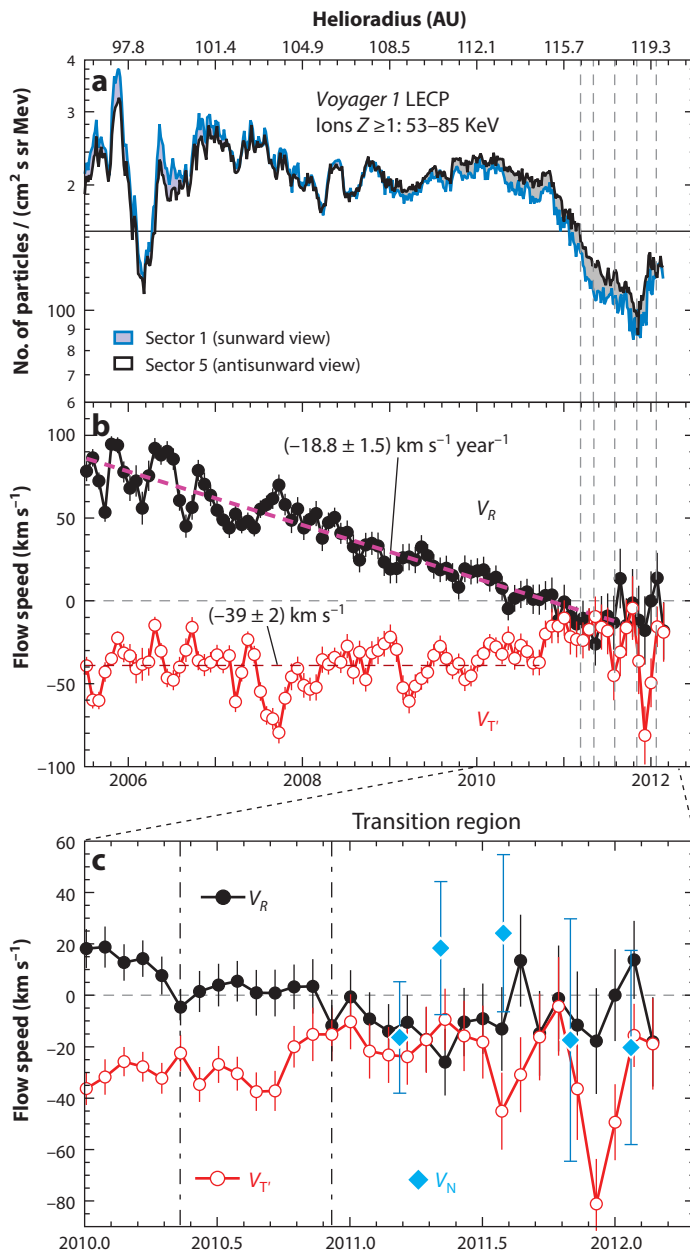 Helioradius (AU)
97.8 101.4 104.9 108.5 112.1 115.7 119.3
a
Voyager 1 LECP
Ions Z ≥1: 53–85 KeV
No. of particles / (cm² s sr Mev)
4
3
200
100
9
8
7
6
Sector 1 (sunward view)
Sector 5 (antisunward view)
b
(–18.8 ± 1.5) km s⁻¹ year⁻¹
V_R
(–39 ± 2) km s⁻¹
V_T'
Flow speed (km s⁻¹)
100
50
0
–50
–100
2006 2008 2010 2012
Transition region
c
V_R
Flow speed (km s⁻¹)
60
40
20
0
–20
–40
–60
–80
V_T'
V_N
2010.0 2010.5 2011.0 2011.5 2012.0